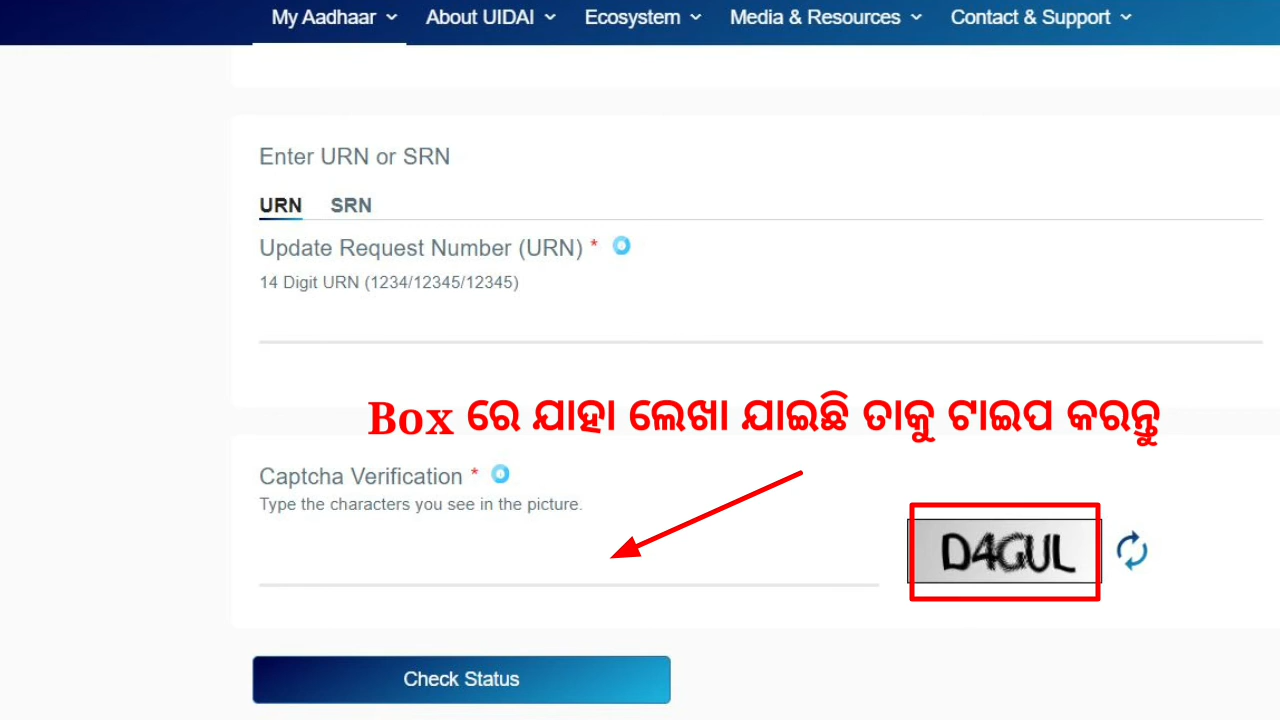 My Aadhaar About UIDAI Ecosystem Media & Resources Contact & Support
Enter URN or SRN
URN SRN
Update Request Number (URN) *
14 Digit URN (1234/12345/12345)
Box ରେ ଯାହା ଲେଖା ଯାଇଛି ତାକୁ ଟାଇପ କରନ୍ତୁ
Captcha Verification *
Type the characters you see in the picture.
D4GUL
Check Status